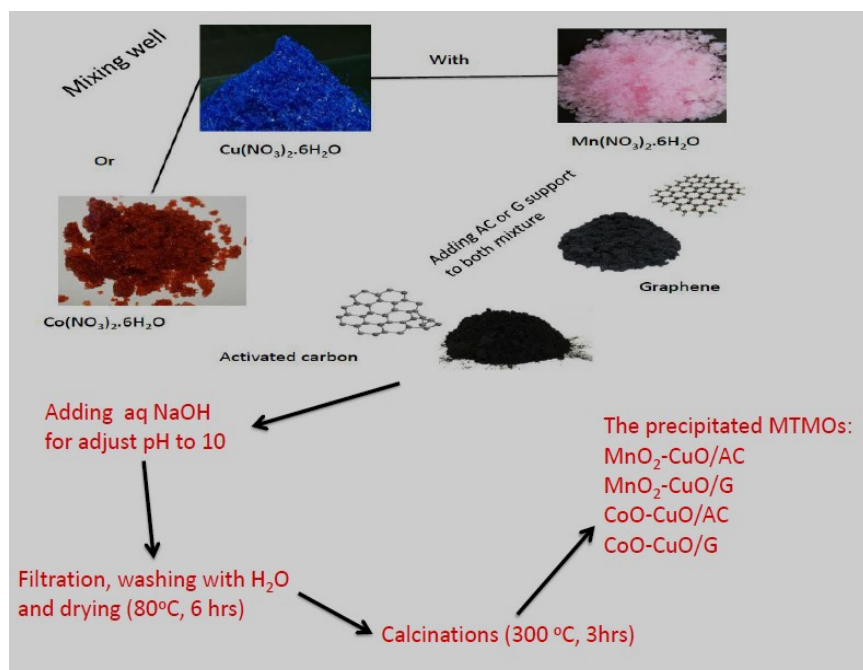 Mixing well
With
Cu(NO₃)₂.6H₂O
Mn(NO₃)₂.6H₂O
Or
Co(NO₃)₂.6H₂O
Adding AC or G support
to both mixture
Graphene
Activated carbon
Adding aq NaOH
for adjust pH to 10
Filtration, washing with H₂O
and drying (80ºC, 6 hrs)
Calcinations (300 ºC, 3hrs)
The precipitated MTMOs:
MnO₂-CuO/AC
MnO₂-CuO/G
CoO-CuO/AC
CoO-CuO/G